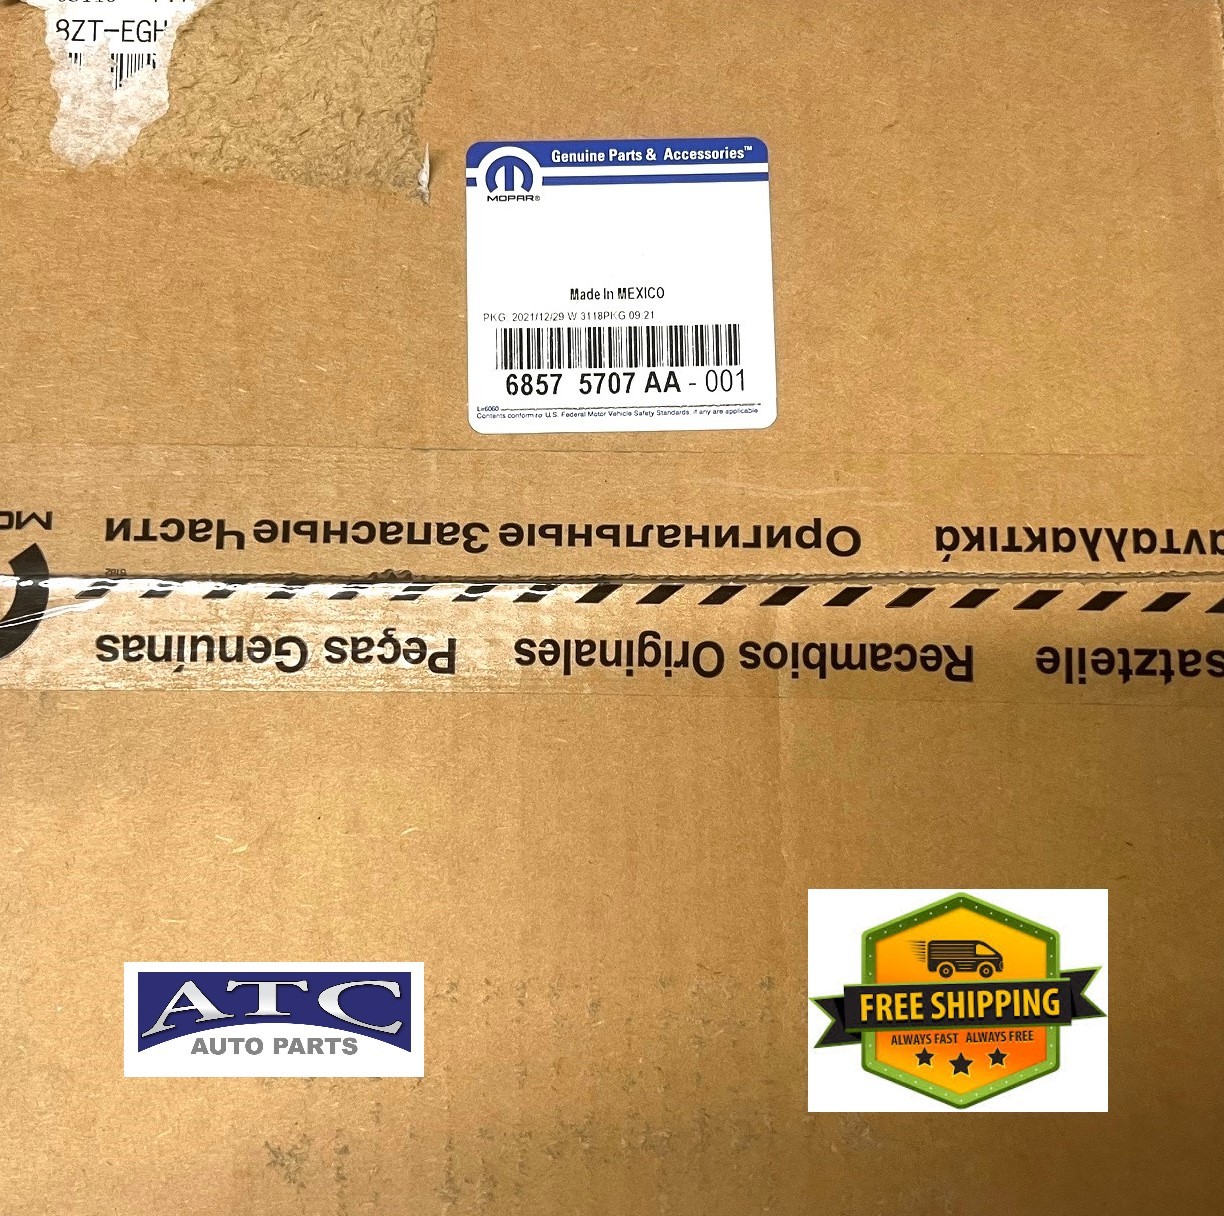 8ZT-EGH
Genuine Parts & Accessories™
MOPAR®
Made In MEXICO
PKG: 2021/12/29 W 3118PKG 09:21
6857 5707 AA - 001
Lir6060
Contents conform to U.S. Federal Motor Vehicle Safety Standards, if any are applicable
Оригинальные Запасные Части
Peças Genuínas Recambios Originales
ATC
AUTO PARTS
FREE SHIPPING
ALWAYS FAST ALWAYS FREE